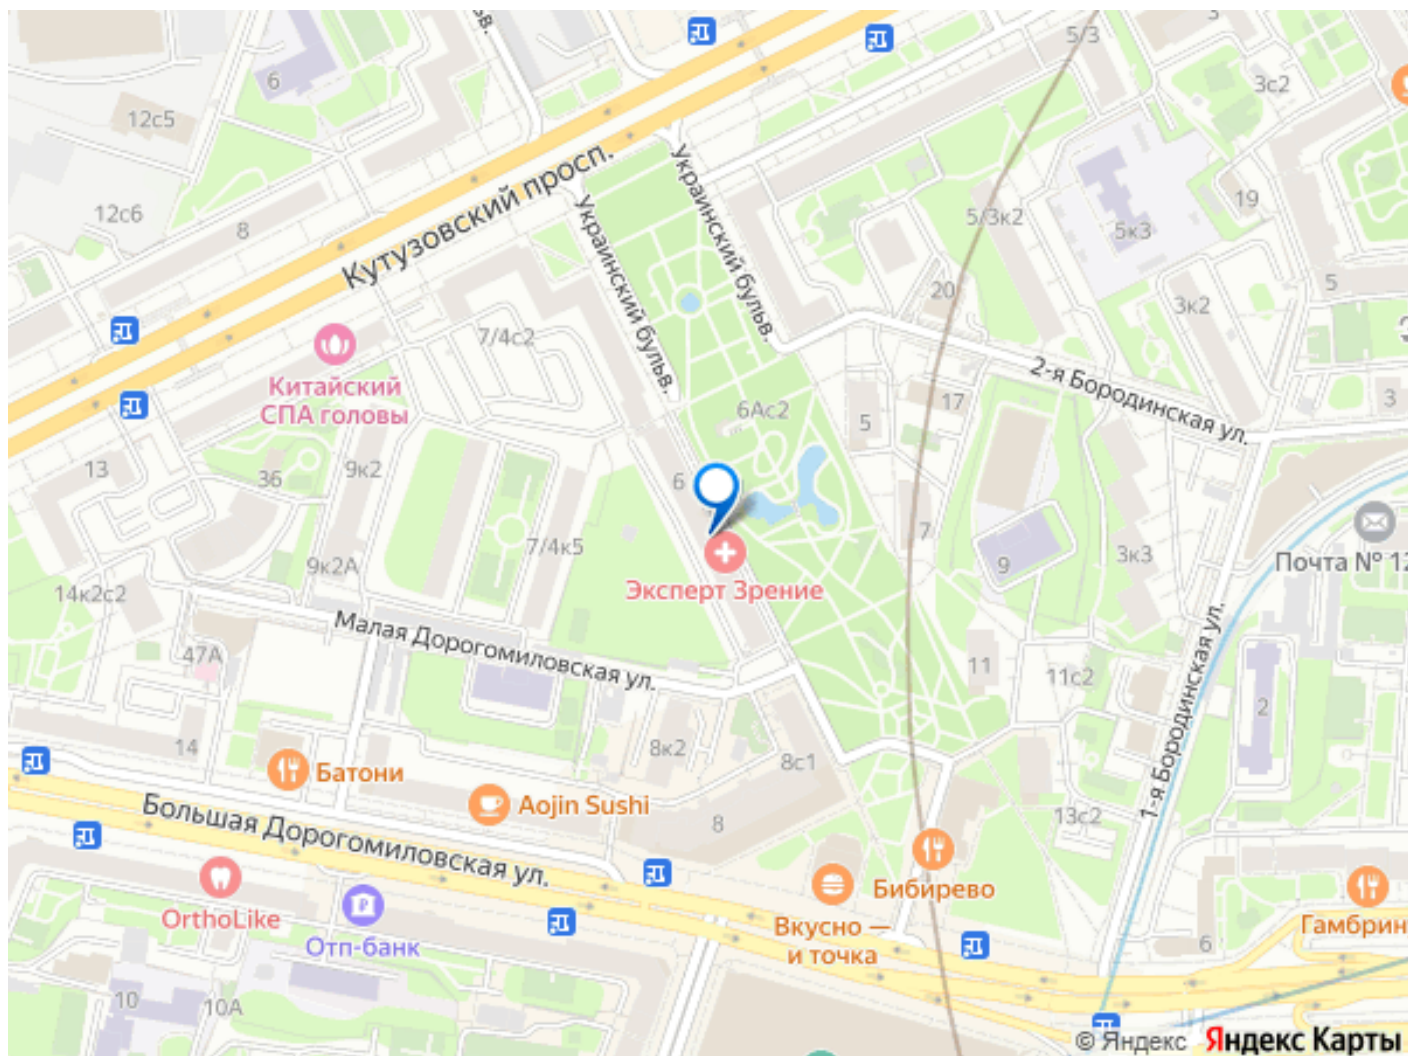 5/3
3
6
3с2
12с5
Кутузовский просп.
Украинский бульв.
Украинский бульв.
19
12с6
8
5/3к2
5к3
20
3к2
5
7/4с2
Китайский
СПА головы
2-я Бородинская ул.
6Ас2
17
5
3
13
36
9к2
6
7
7/4к5
9
3к3
Почта № 12
Эксперт Зрение
9к2А
14к2с2
Малая Дорогомиловская ул.
47А
11
11с2
1-я Бородинская ул.
2
14
8к2
8с1
Батони
Aojin Sushi
8
13с2
Большая Дорогомиловская ул.
Бибирево
Вкусно —
и точка
OrthoLike
Отп-банк
Гамбрин
6
10
10А
© Яндекс Яндекс Карты